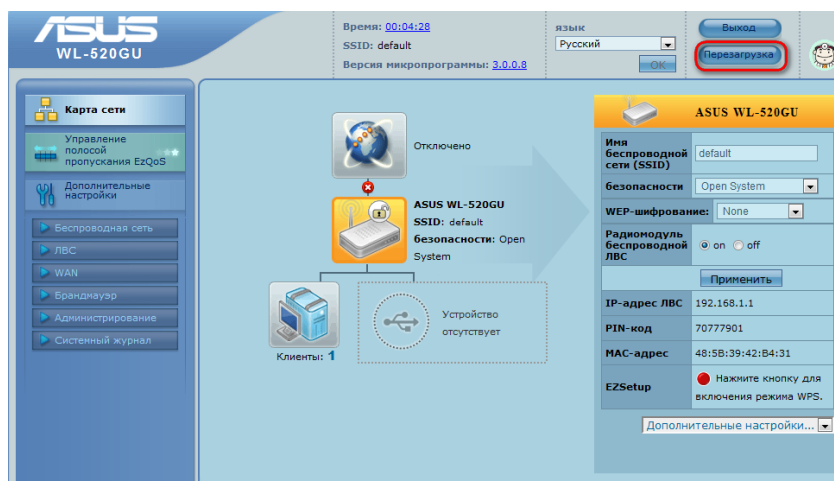 ASUS
WL-520GU
Время: 00:04:28
SSID: default
Версия микропрограммы: 3.0.0.8
язык
Русский
OK
Выход
Перезагрузка
Карта сети
Управление
полосой
пропускания EzQoS
Дополнительные
настройки
Беспроводная сеть
ЛВС
WAN
Брандмауэр
Администрирование
Системный журнал
Отключено
ASUS WL-520GU
SSID: default
безопасности: Open
System
Клиенты: 1
Устройство
отсутствует
ASUS WL-520GU
Имя
беспроводной
сети (SSID)
default
безопасности
Open System
WEP-шифрование:
None
Радиомодуль
беспроводной
ЛВС
on off
Применить
IP-адрес ЛВС 192.168.1.1
PIN-код 70777901
MAC-адрес 48:5B:39:42:B4:31
EZSetup
Нажмите кнопку для
включения режима WPS.
Дополнительные настройки...